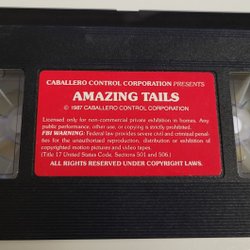 CABALLERO CONTROL CORPORATION PRESENTS
AMAZING TAILS
© 1987 CABALLERO CONTROL CORPORATION
Licensed only for non-commercial private exhibition in homes. Any
public performance, other use, or copying is strictly prohibited.
FBI WARNING: Federal law provides severe civil and criminal penal-
ties for the unauthorized reproduction, distribution or exhibition of
copyrighted motion pictures and video tapes.
(Title 17 United States Code, Sections 501 and 506.)
ALL RIGHTS RESERVED UNDER COPYRIGHT LAWS.